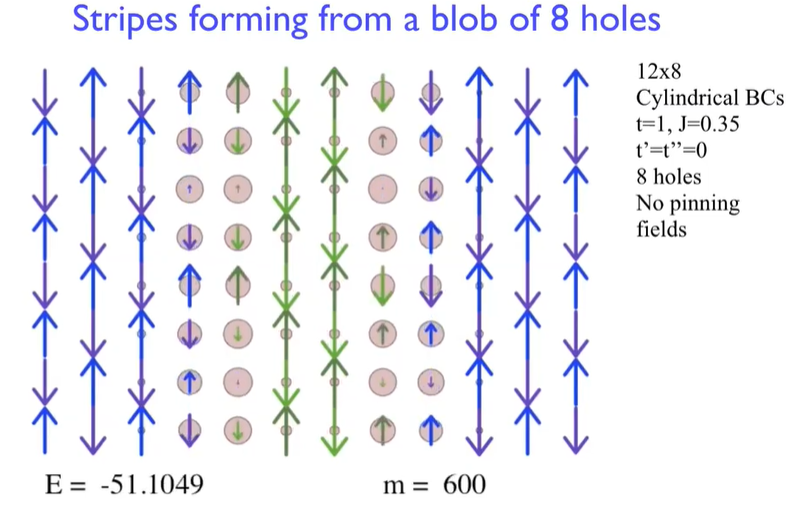 Stripes forming from a blob of 8 holes
12x8
Cylindrical BCs
t=1, J=0.35
t'=t''=0
8 holes
No pinning
fields
E = -51.1049
m = 600